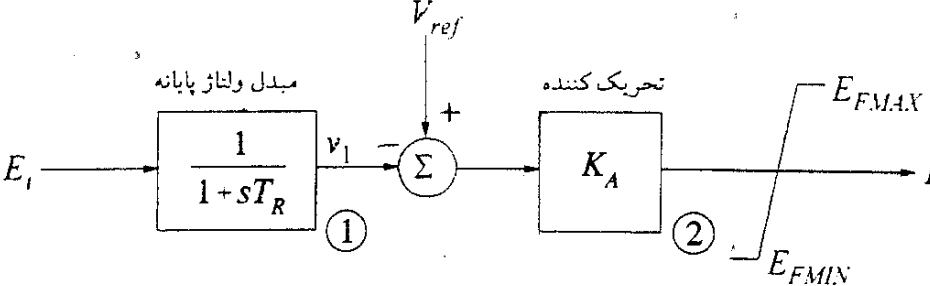 V_ref
مبدل ولتاژ پایانه
تحریک کننده
+
E_FMAX
E_t
1
1 + sT_R
v_1
−
Σ
K_A
①
②
E_FMIN